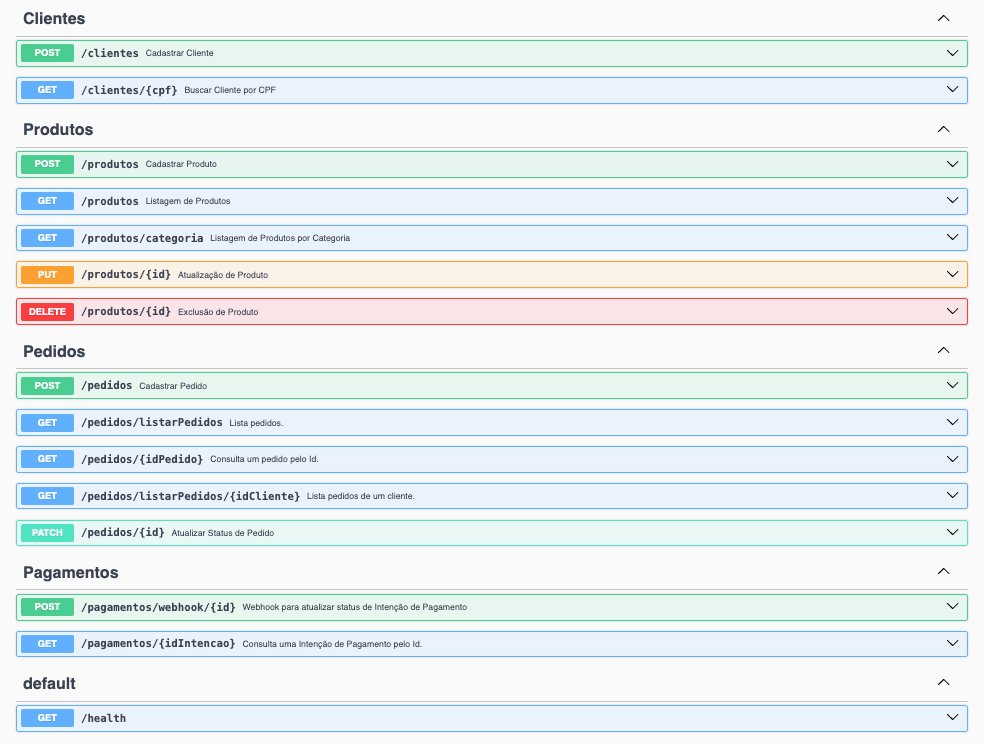 Clientes
POST /clientes Cadastrar Cliente
GET /clientes/{cpf} Buscar Cliente por CPF
Produtos
POST /produtos Cadastrar Produto
GET /produtos Listagem de Produtos
GET /produtos/categoria Listagem de Produtos por Categoria
PUT /produtos/{id} Atualização de Produto
DELETE /produtos/{id} Exclusão de Produto
Pedidos
POST /pedidos Cadastrar Pedido
GET /pedidos/listarPedidos Lista pedidos.
GET /pedidos/{idPedido} Consulta um pedido pelo Id.
GET /pedidos/listarPedidos/{idCliente} Lista pedidos de um cliente.
PATCH /pedidos/{id} Atualizar Status de Pedido
Pagamentos
POST /pagamentos/webhook/{id} Webhook para atualizar status de Intenção de Pagamento
GET /pagamentos/{idIntencao} Consulta uma Intenção de Pagamento pelo Id.
default
GET /health